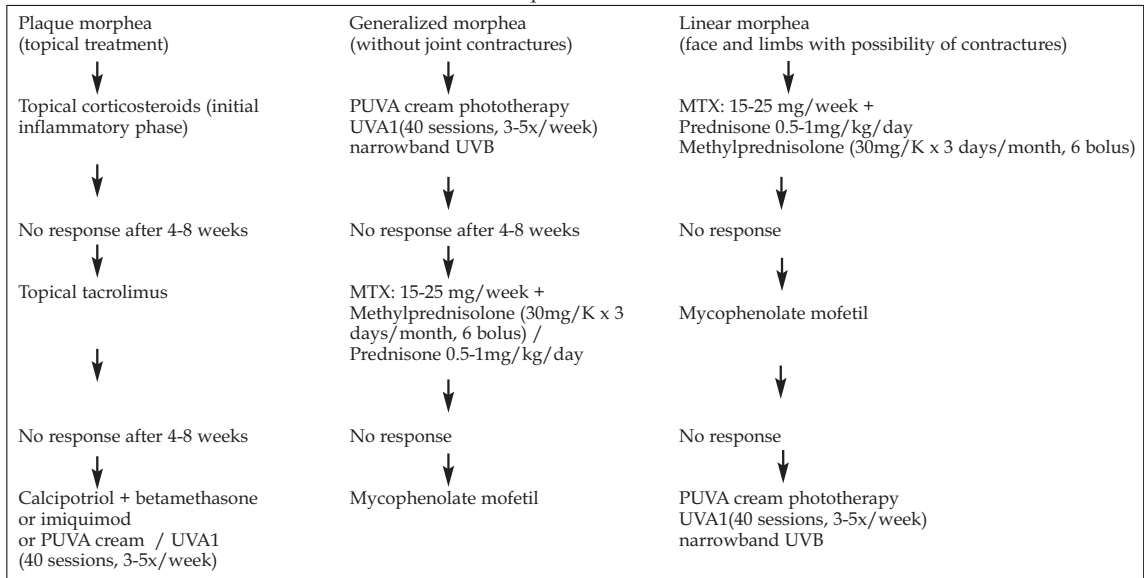 Plaque morphea
(topical treatment)
Topical corticosteroids (initial
inflammatory phase)
No response after 4-8 weeks
Topical tacrolimus
No response after 4-8 weeks
Calcipotriol + betamethasone
or imiquimod
or PUVA cream / UVA1
(40 sessions, 3-5x/week)
Generalized morphea
(without joint contractures)
PUVA cream phototherapy
UVA1(40 sessions, 3-5x/week)
narrowband UVB
No response after 4-8 weeks
MTX: 15-25 mg/week +
Methylprednisolone (30mg/K x 3
days/month, 6 bolus) /
Prednisone 0.5-1mg/kg/day
No response
Mycophenolate mofetil
Linear morphea
(face and limbs with possibility of contractures)
MTX: 15-25 mg/week +
Prednisone 0.5-1mg/kg/day
Methylprednisolone (30mg/K x 3 days/month, 6 bolus)
No response
Mycophenolate mofetil
No response
PUVA cream phototherapy
UVA1(40 sessions, 3-5x/week)
narrowband UVB